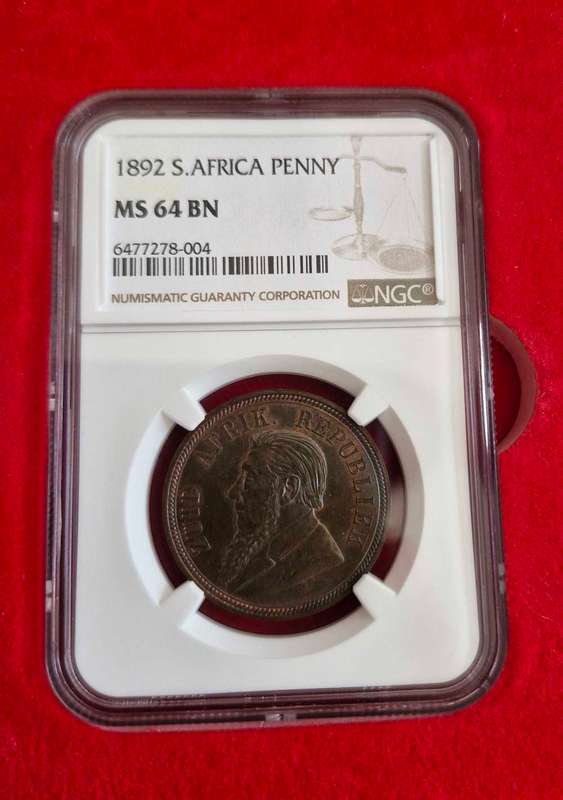 1892 S.AFRICA PENNY
MS 64 BN
6477278-004
NUMISMATIC GUARANTY CORPORATION
NGC®
ZUID AFRIK. REPUBLIEK